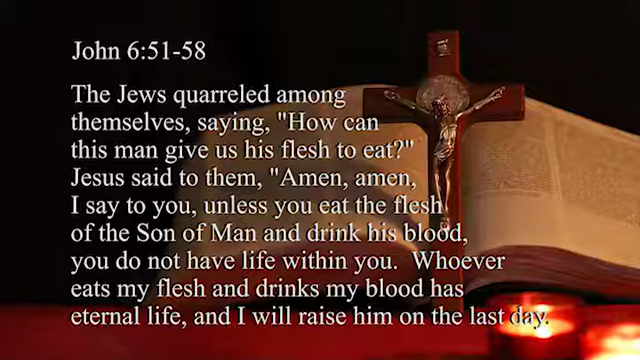 John 6:51-58
The Jews quarreled among
themselves, saying, "How can
this man give us his flesh to eat?"
Jesus said to them, "Amen, amen,
I say to you, unless you eat the flesh
of the Son of Man and drink his blood,
you do not have life within you.  Whoever
eats my flesh and drinks my blood has
eternal life, and I will raise him on the last day.